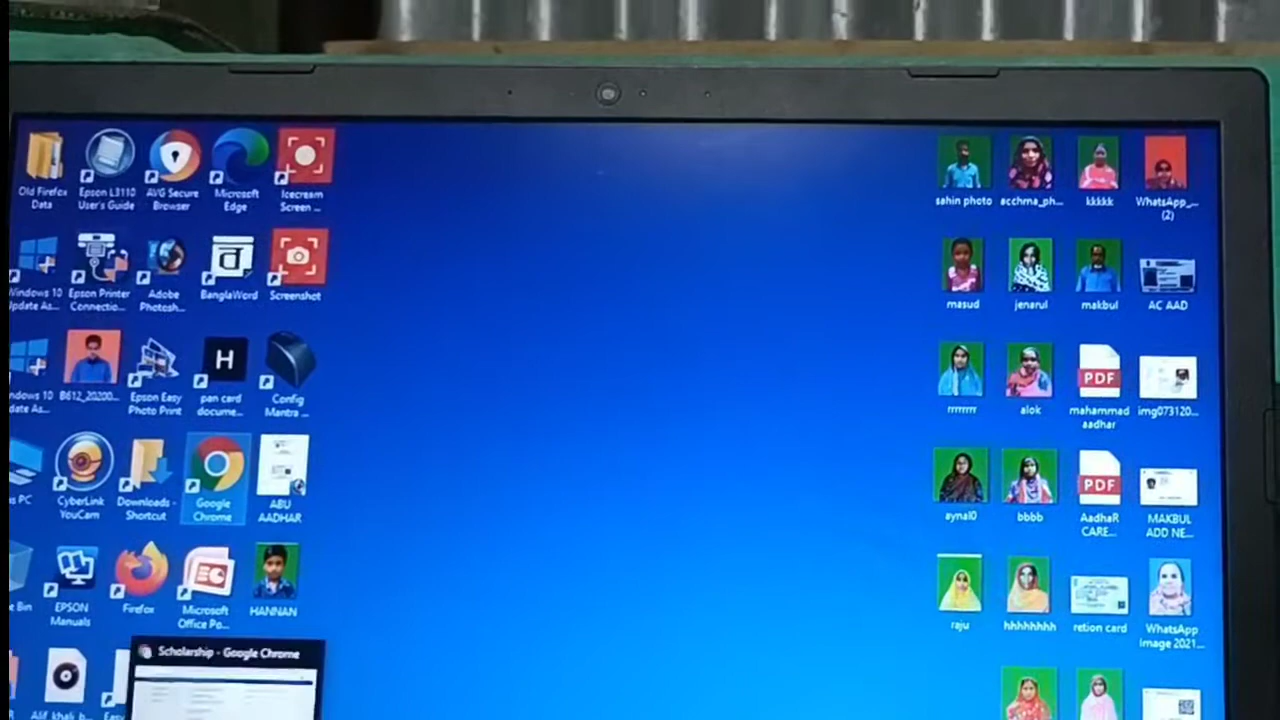 Old Firefox
Data
Epson L3110
User's Guide
AVG Secure
Browser
Microsoft
Edge
Icecream
Screen ...
sahin photo
acchma_ph...
kkkkk
WhatsApp_...
(2)
Windows 10
Update As...
Epson Printer
Connectio...
Adobe
Photosh...
ব
BanglaWord
Screenshot
masud
jenarul
makbul
AC AAD
ndows 10
date As...
B612_20200...
Epson Easy
Photo Print
H
pan card
docume...
Config
Mantra ...
rrrrrrr
alok
PDF
mahammad
aadhar
img073120...
s PC
CyberLink
YouCam
Downloads -
Shortcut
Google
Chrome
ABU
AADHAR
aynal0
bbbb
PDF
AadhaR
CARE...
MAKBUL
ADD NE...
e Bin
EPSON
Manuals
Firefox
Microsoft
Office Po...
HANNAN
raju
hhhhhhhh
retion card
WhatsApp
Image 2021...
Scholarship - Google Chrome
Alif khali b...
Easy